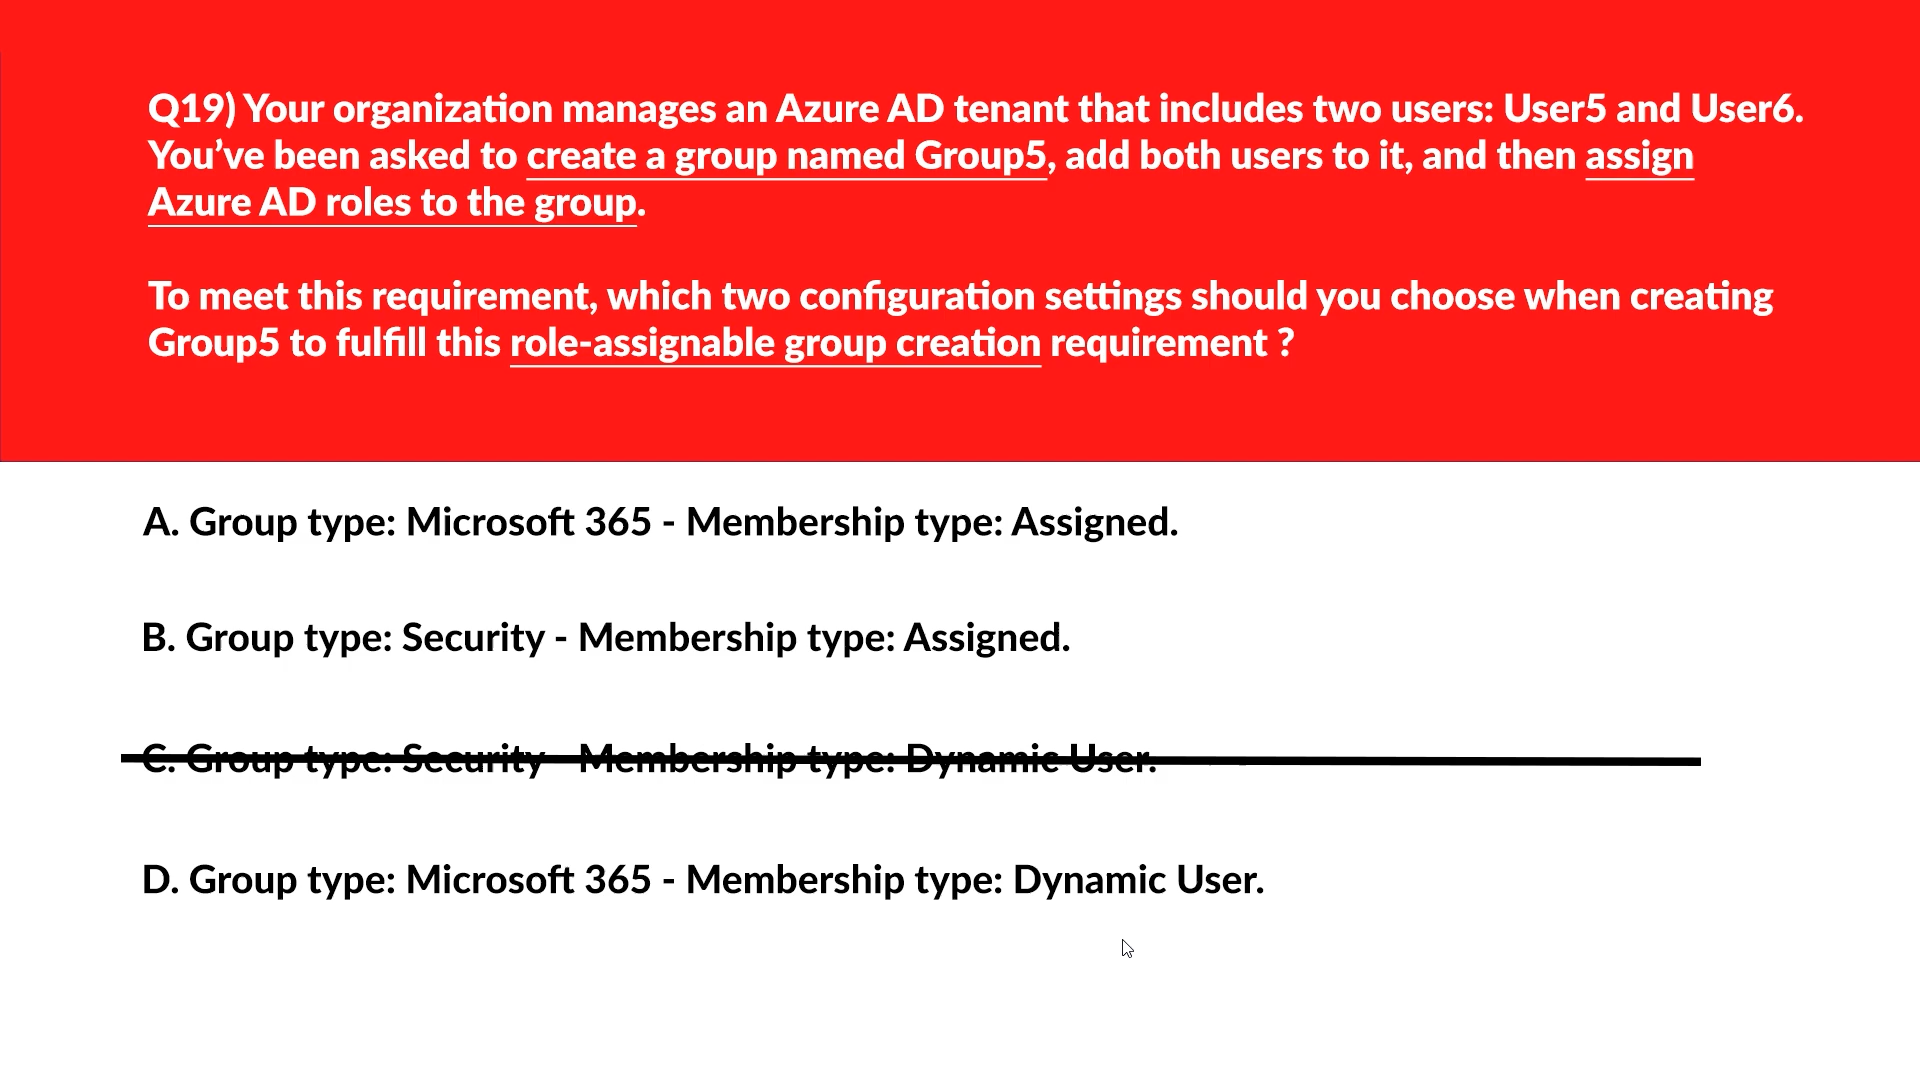 Q19) Your organization manages an Azure AD tenant that includes two users: User5 and User6.
You’ve been asked to create a group named Group5, add both users to it, and then assign
Azure AD roles to the group.
To meet this requirement, which two configuration settings should you choose when creating
Group5 to fulfill this role-assignable group creation requirement ?
A. Group type: Microsoft 365 - Membership type: Assigned.
B. Group type: Security - Membership type: Assigned.
C. Group type: Security - Membership type: Dynamic User.
D. Group type: Microsoft 365 - Membership type: Dynamic User.